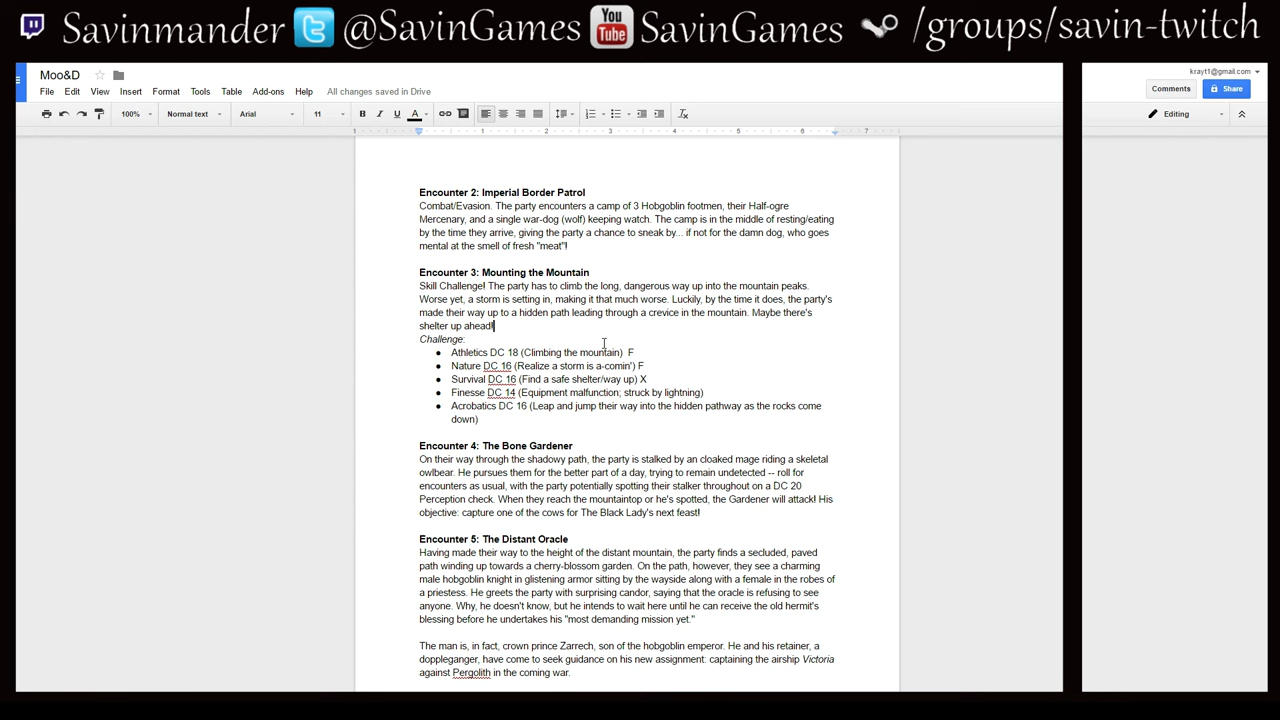 Savinmander @SavinGames You Tube SavinGames /groups/savin-twitch
Moo&D
krayt1@gmail.com
File Edit View Insert Format Tools Table Add-ons Help All changes saved in Drive
Comments Share
100% Normal text Arial 11 B I U A Editing
1 1 2 3 4 5 6 7
Encounter 2: Imperial Border Patrol
Combat/Evasion. The party encounters a camp of 3 Hobgoblin footmen, their Half-ogre
Mercenary, and a single war-dog (wolf) keeping watch. The camp is in the middle of resting/eating
by the time they arrive, giving the party a chance to sneak by... if not for the damn dog, who goes
mental at the smell of fresh "meat"!
Encounter 3: Mounting the Mountain
Skill Challenge! The party has to climb the long, dangerous way up into the mountain peaks.
Worse yet, a storm is setting in, making it that much worse. Luckily, by the time it does, the party's
made their way up to a hidden path leading through a crevice in the mountain. Maybe there's
shelter up ahead!
Challenge:
● Athletics DC 18 (Climbing the mountain) F
● Nature DC 16 (Realize a storm is a-comin') F
● Survival DC 16 (Find a safe shelter/way up) X
● Finesse DC 14 (Equipment malfunction; struck by lightning)
● Acrobatics DC 16 (Leap and jump their way into the hidden pathway as the rocks come
down)
Encounter 4: The Bone Gardener
On their way through the shadowy path, the party is stalked by an cloaked mage riding a skeletal
owlbear. He pursues them for the better part of a day, trying to remain undetected -- roll for
encounters as usual, with the party potentially spotting their stalker throughout on a DC 20
Perception check. When they reach the mountaintop or he's spotted, the Gardener will attack! His
objective: capture one of the cows for The Black Lady's next feast!
Encounter 5: The Distant Oracle
Having made their way to the height of the distant mountain, the party finds a secluded, paved
path winding up towards a cherry-blossom garden. On the path, however, they see a charming
male hobgoblin knight in glistening armor sitting by the wayside along with a female in the robes of
a priestess. He greets the party with surprising candor, saying that the oracle is refusing to see
anyone. Why, he doesn't know, but he intends to wait here until he can receive the old hermit's
blessing before he undertakes his "most demanding mission yet."
The man is, in fact, crown prince Zarrech, son of the hobgoblin emperor. He and his retainer, a
doppleganger, have come to seek guidance on his new assignment: captaining the airship Victoria
against Pergolith in the coming war.